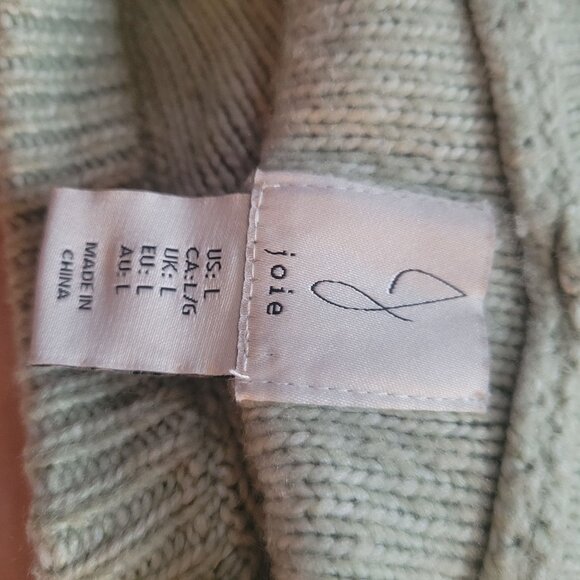 joie
US: L
CA: L/G
UK: L
EU: L
AU: L
MADE IN
CHINA